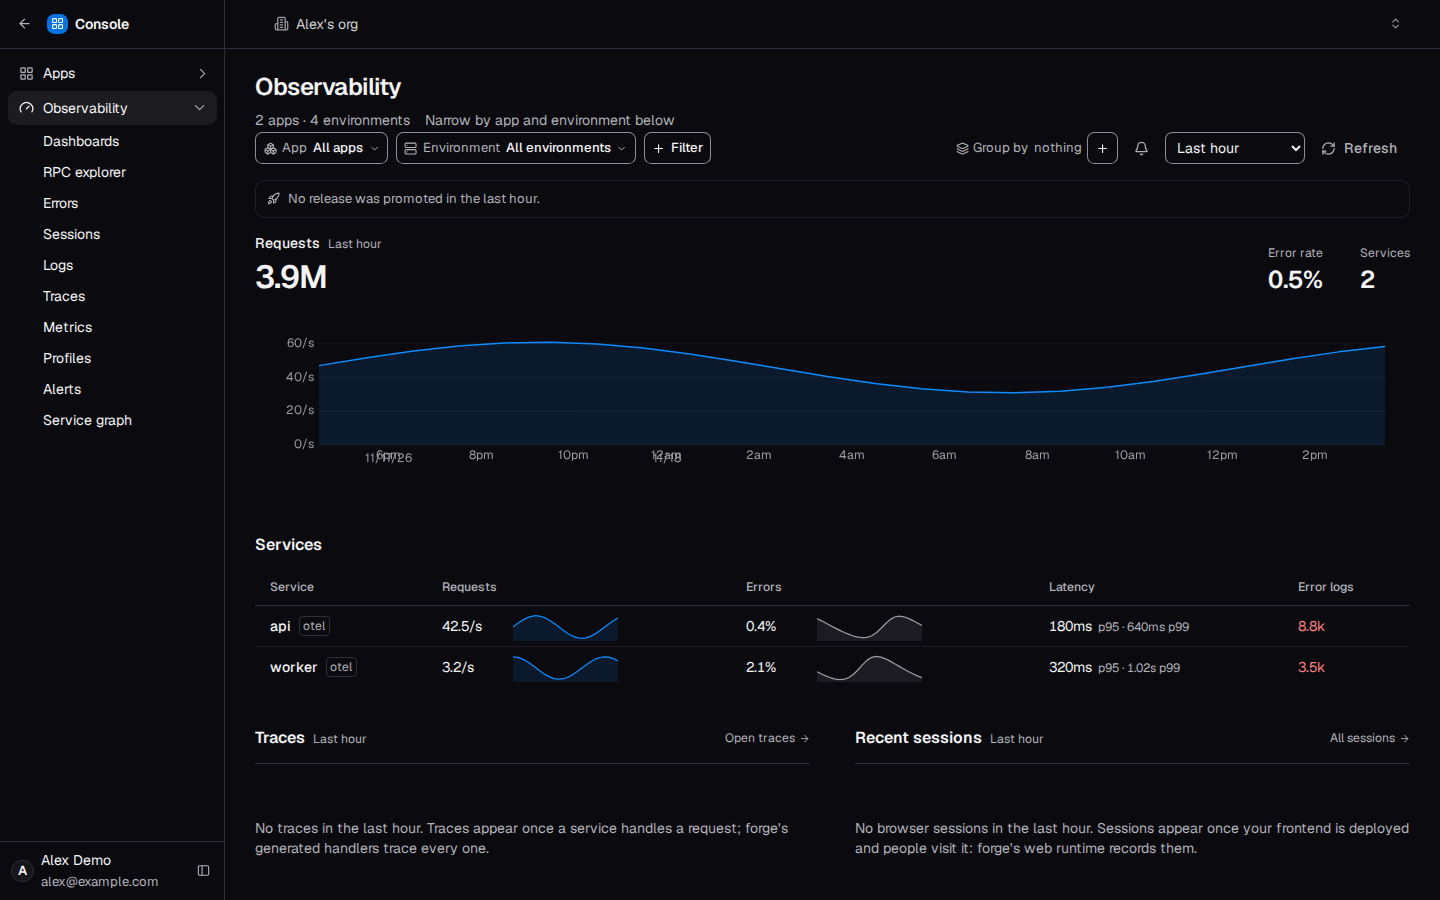 Console
Alex's org
Apps
Observability
Dashboards
RPC explorer
Errors
Sessions
Logs
Traces
Metrics
Profiles
Alerts
Service graph
A
Alex Demo
alex@example.com
Observability
2 apps · 4 environments Narrow by app and environment below
App All apps
Environment All environments
Filter
Group by nothing
Last hour
Refresh
No release was promoted in the last hour.
Requests Last hour
3.9M
Error rate
0.5%
Services
2
60/s
40/s
20/s
0/s
6pm 8pm 10pm 12am 2am 4am 6am 8am 10am 12pm 2pm
11/17/26 11/18
Services
Service Requests Errors Latency Error logs
api otel 42.5/s 0.4% 180ms p95 · 640ms p99 8.8k
worker otel 3.2/s 2.1% 320ms p95 · 1.02s p99 3.5k
Traces Last hour Open traces →
No traces in the last hour. Traces appear once a service handles a request; forge's
generated handlers trace every one.
Recent sessions Last hour All sessions →
No browser sessions in the last hour. Sessions appear once your frontend is deployed
and people visit it: forge's web runtime records them.